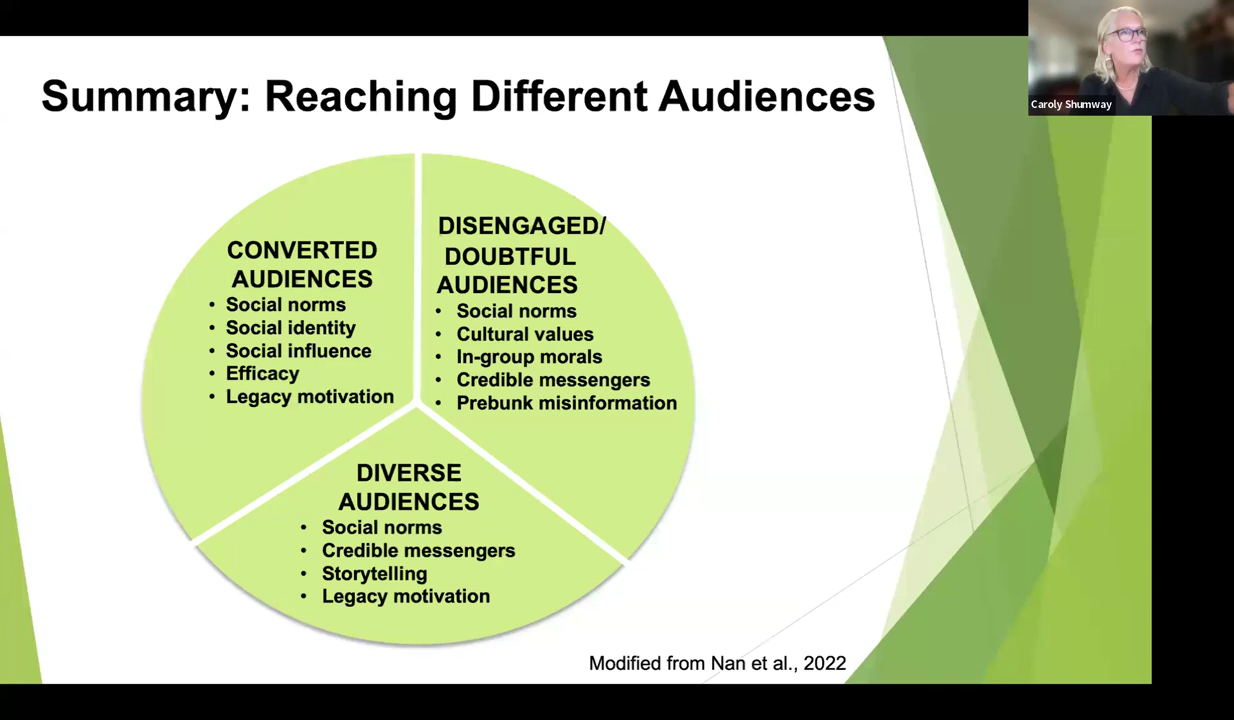 Summary: Reaching Different Audiences
Caroly Shumway
CONVERTED
AUDIENCES
• Social norms
• Social identity
• Social influence
• Efficacy
• Legacy motivation
DISENGAGED/
DOUBTFUL
AUDIENCES
• Social norms
• Cultural values
• In-group morals
• Credible messengers
• Prebunk misinformation
DIVERSE
AUDIENCES
• Social norms
• Credible messengers
• Storytelling
• Legacy motivation
Modified from Nan et al., 2022